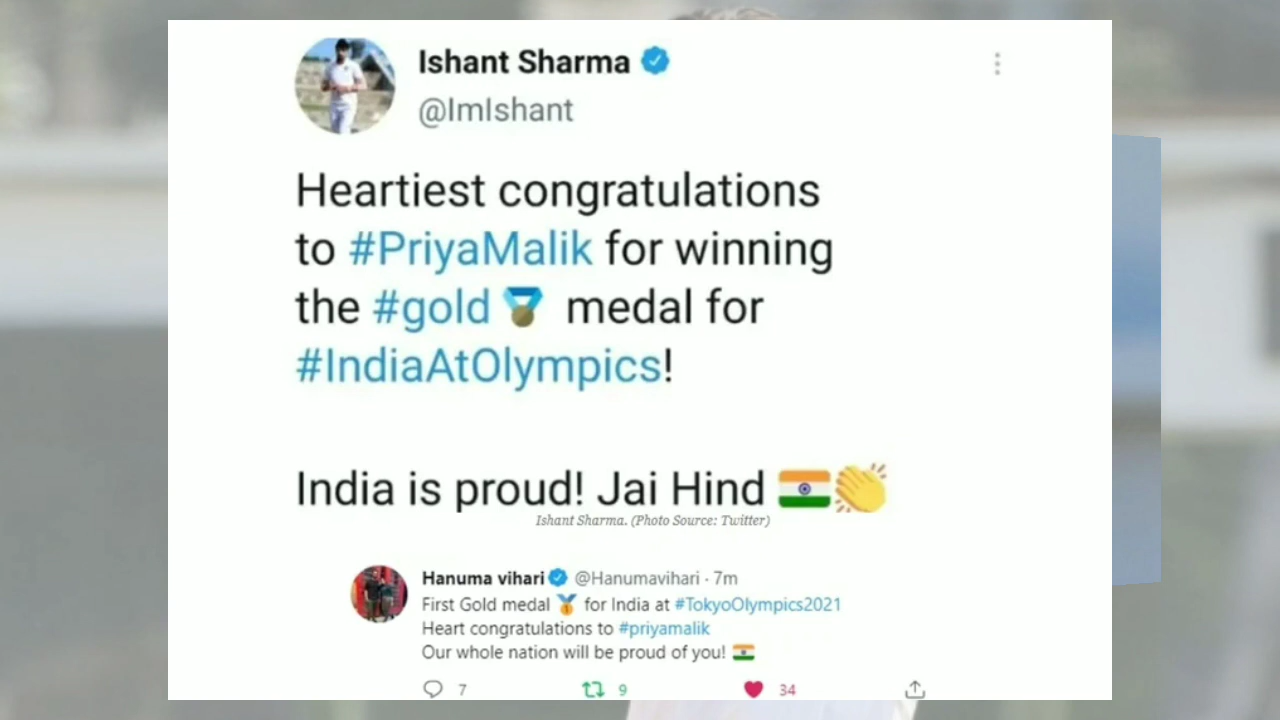 Ishant Sharma
@ImIshant
Heartiest congratulations
to #PriyaMalik for winning
the #gold🏅 medal for
#IndiaAtOlympics!
India is proud! Jai Hind 🇮🇳👏
Ishant Sharma. (Photo Source: Twitter)
Hanuma vihari @Hanumavihari · 7m
First Gold medal 🥇 for India at #TokyoOlympics2021
Heart congratulations to #priyamalik
Our whole nation will be proud of you! 🇮🇳
7 9 34